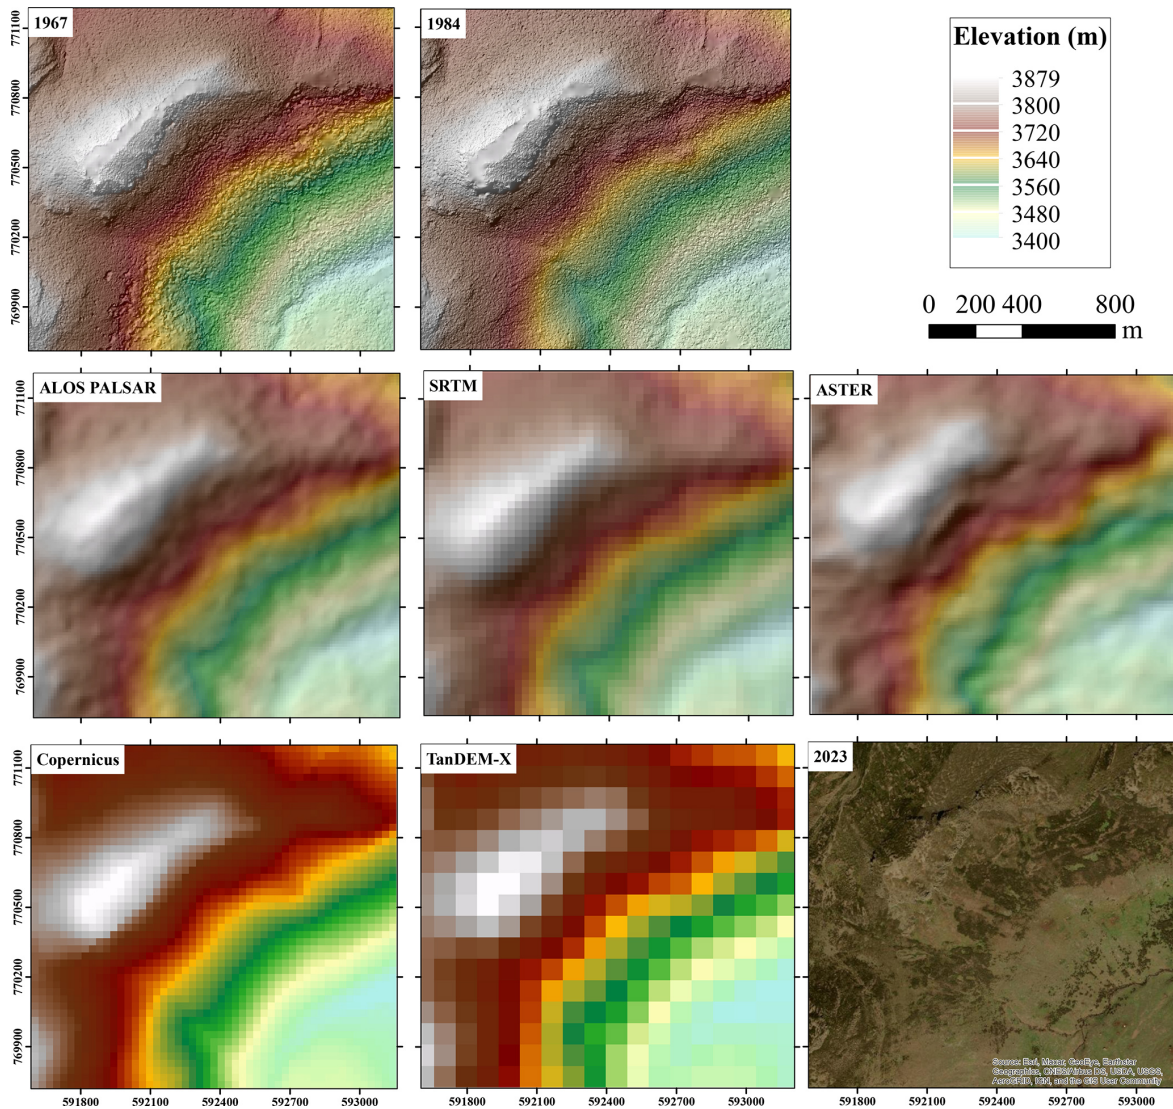 1967
1984
771100
770800
770500
770200
769900
Elevation (m)
3879
3800
3720
3640
3560
3480
3400
0 200 400 800
m
ALOS PALSAR
SRTM
ASTER
771100
770800
770500
770200
769900
Copernicus
TanDEM-X
2023
771100
770800
770500
770200
769900
Source: Esri, Maxar, GeoEye, Earthstar
Geographics, CNES/Airbus DS, USDA, USGS,
AeroGRID, IGN, and the GIS User Community
591800 592100 592400 592700 593000
591800 592100 592400 592700 593000
591800 592100 592400 592700 593000